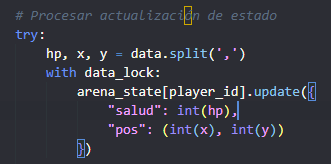 # Procesar actualización de estado
try:
    hp, x, y = data.split(',')
    with data_lock:
        arena_state[player_id].update({
            "salud": int(hp),
            "pos": (int(x), int(y))
        })